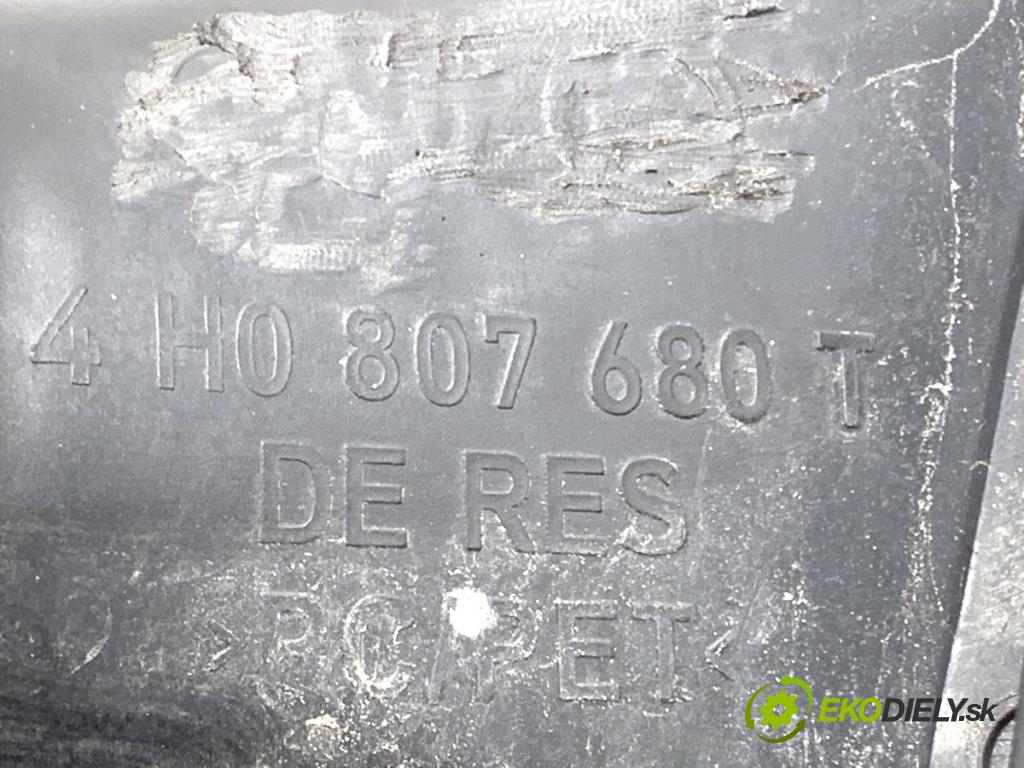 4 H0 807 680 T
DE RES
>PC/PET<
EKODIELY.sk